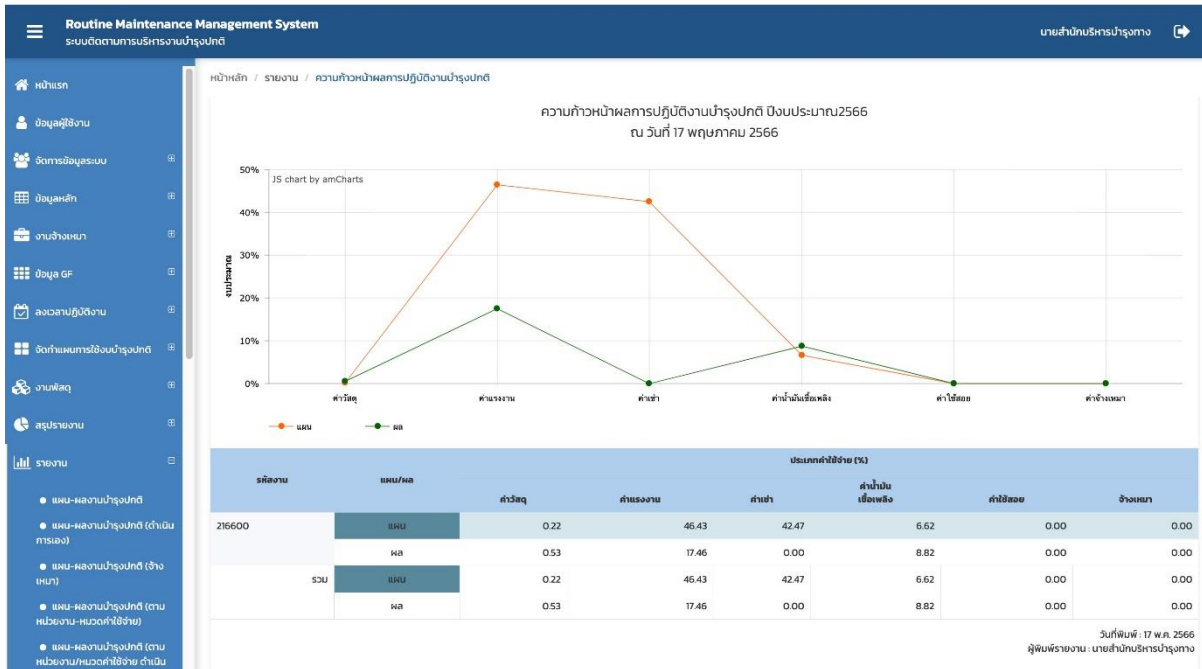 Routine Maintenance Management System
ระบบติดตามการบริหารงานบำรุงปกติ
นายสำนักบริหารบำรุงทาง
หน้าแรก
ข้อมูลผู้ใช้งาน
จัดการข้อมูลระบบ
ข้อมูลหลัก
งานจ้างเหมา
ข้อมูล GF
ลงเวลาปฏิบัติงาน
จัดทำแผนการใช้งบบำรุงปกติ
งานพัสดุ
สรุปรายงาน
รายงาน
แผน-ผลงานบำรุงปกติ
แผน-ผลงานบำรุงปกติ (ดำเนิน
การเอง)
แผน-ผลงานบำรุงปกติ (จ้าง
เหมา)
แผน-ผลงานบำรุงปกติ (ตาม
หน่วยงาน-หมวดค่าใช้จ่าย)
แผน-ผลงานบำรุงปกติ (ตาม
หน่วยงาน/หมวดค่าใช้จ่าย ดำเนิน
หน้าหลัก / รายงาน / ความก้าวหน้าผลการปฏิบัติงานบำรุงปกติ
ความก้าวหน้าผลการปฏิบัติงานบำรุงปกติ ปีงบประมาณ2566
ณ วันที่ 17 พฤษภาคม 2566
JS chart by amCharts
50%
40%
30%
20%
10%
0%
งบประมาณ
ค่าวัสดุ ค่าแรงงาน ค่าเช่า ค่าน้ำมันเชื้อเพลิง ค่าใช้สอย ค่าจ้างเหมา
แผน ผล
รหัสงาน แผน/ผล ประเภทค่าใช้จ่าย (%)
ค่าวัสดุ ค่าแรงงาน ค่าเช่า ค่าน้ำมัน
เชื้อเพลิง ค่าใช้สอย จ้างเหมา
216600 แผน 0.22 46.43 42.47 6.62 0.00 0.00
ผล 0.53 17.46 0.00 8.82 0.00 0.00
รวม แผน 0.22 46.43 42.47 6.62 0.00 0.00
ผล 0.53 17.46 0.00 8.82 0.00 0.00
วันที่พิมพ์ : 17 พ.ค. 2566
ผู้พิมพ์รายงาน : นายสำนักบริหารบำรุงทาง